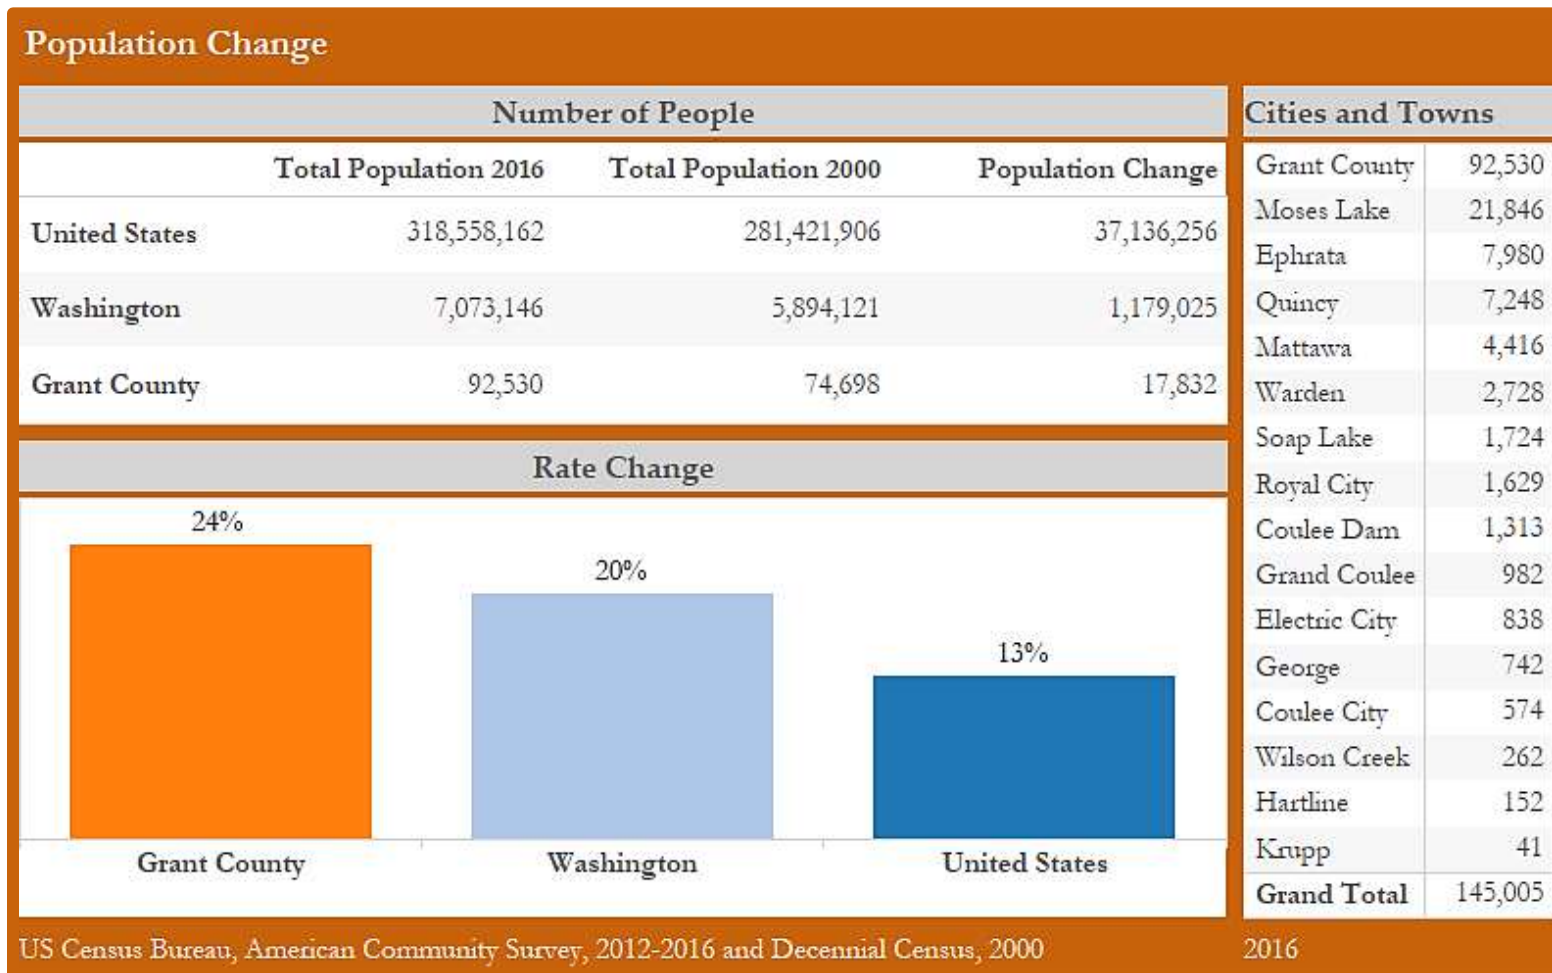 Population Change
Number of People
Total Population 2016 Total Population 2000 Population Change
United States 318,558,162 281,421,906 37,136,256
Washington 7,073,146 5,894,121 1,179,025
Grant County 92,530 74,698 17,832
Rate Change
24%
20%
13%
Grant County Washington United States
US Census Bureau, American Community Survey, 2012-2016 and Decennial Census, 2000
Cities and Towns
Grant County 92,530
Moses Lake 21,846
Ephrata 7,980
Quincy 7,248
Mattawa 4,416
Warden 2,728
Soap Lake 1,724
Royal City 1,629
Coulee Dam 1,313
Grand Coulee 982
Electric City 838
George 742
Coulee City 574
Wilson Creek 262
Hartline 152
Krupp 41
Grand Total 145,005
2016